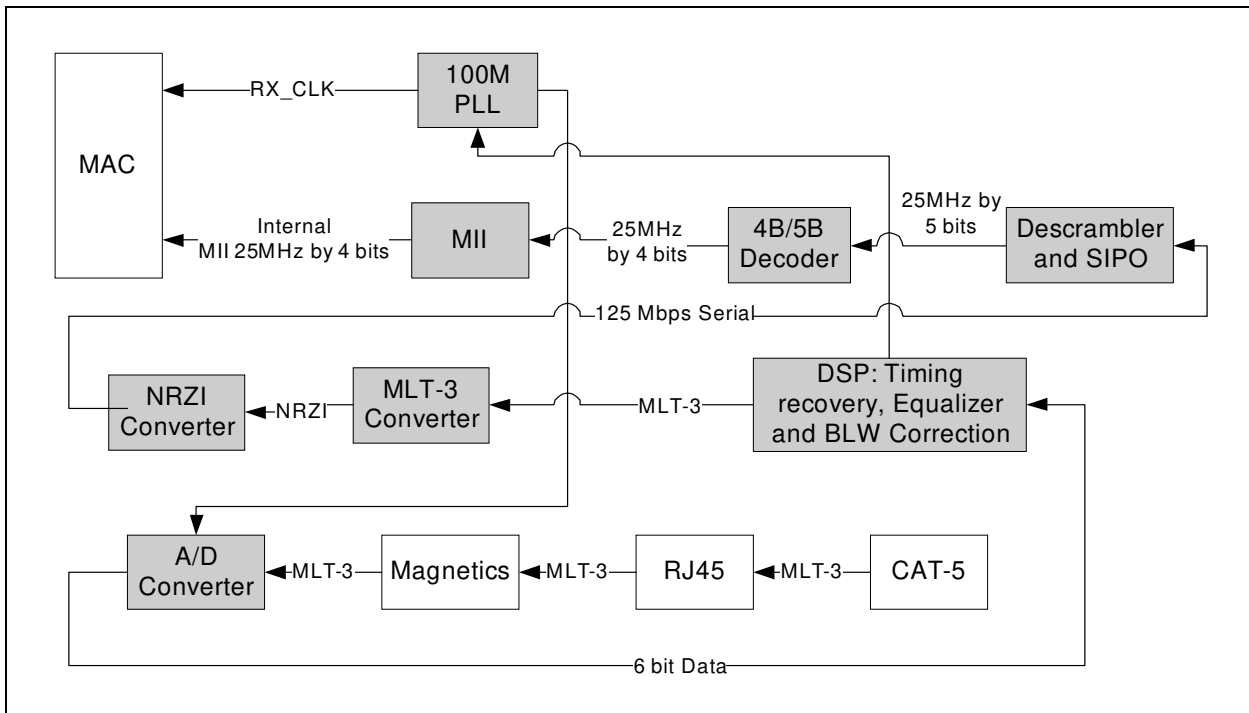 100M
PLL
RX_CLK
MAC
Internal
MII 25MHz by 4 bits
MII
25MHz
by 4 bits
4B/5B
Decoder
25MHz by
5 bits
Descrambler
and SIPO
125 Mbps Serial
NRZI
Converter
NRZI
MLT-3
Converter
MLT-3
DSP: Timing
recovery, Equalizer
and BLW Correction
A/D
Converter
MLT-3
Magnetics
MLT-3
RJ45
MLT-3
CAT-5
6 bit Data